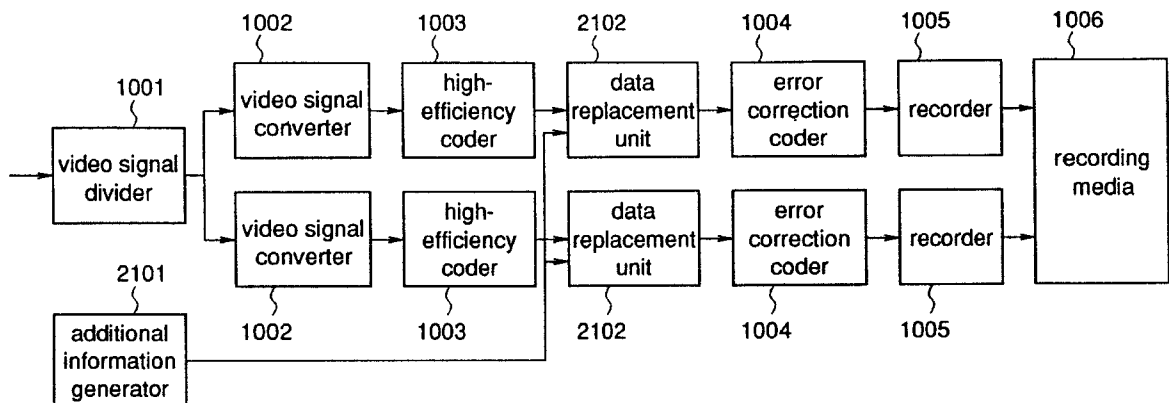 1002
1003
2102
1004
1005
1006
1001
video signal
converter
high-
efficiency
coder
data
replacement
unit
error
correction
coder
recorder
recording
media
video signal
divider
video signal
converter
high-
efficiency
coder
data
replacement
unit
error
correction
coder
recorder
2101
1002
1003
2102
1004
1005
additional
information
generator